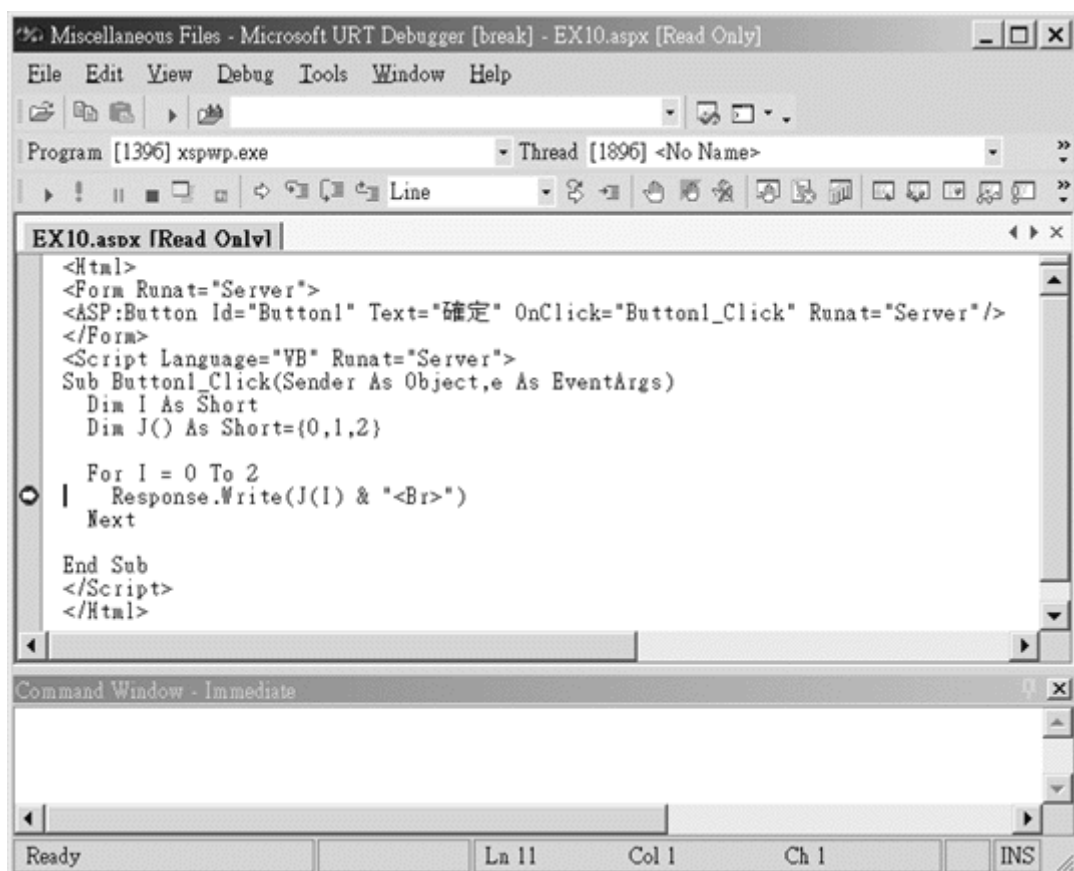 Miscellaneous Files - Microsoft URT Debugger [break] - EX10.aspx [Read Only]
File Edit View Debug Tools Window Help
Program [1396] xspwp.exe Thread [1896] <No Name>
Line
EX10.aspx [Read Only]
<Html>
<Form Runat="Server">
<ASP:Button Id="Button1" Text="確定" OnClick="Button1_Click" Runat="Server"/>
</Form>
<Script Language="VB" Runat="Server">
Sub Button1_Click(Sender As Object,e As EventArgs)
Dim I As Short
Dim J() As Short={0,1,2}
For I = 0 To 2
Response.Write(J(I) & "<Br>")
Next
End Sub
</Script>
</Html>
Command Window - Immediate
Ready Ln 11 Col 1 Ch 1 INS